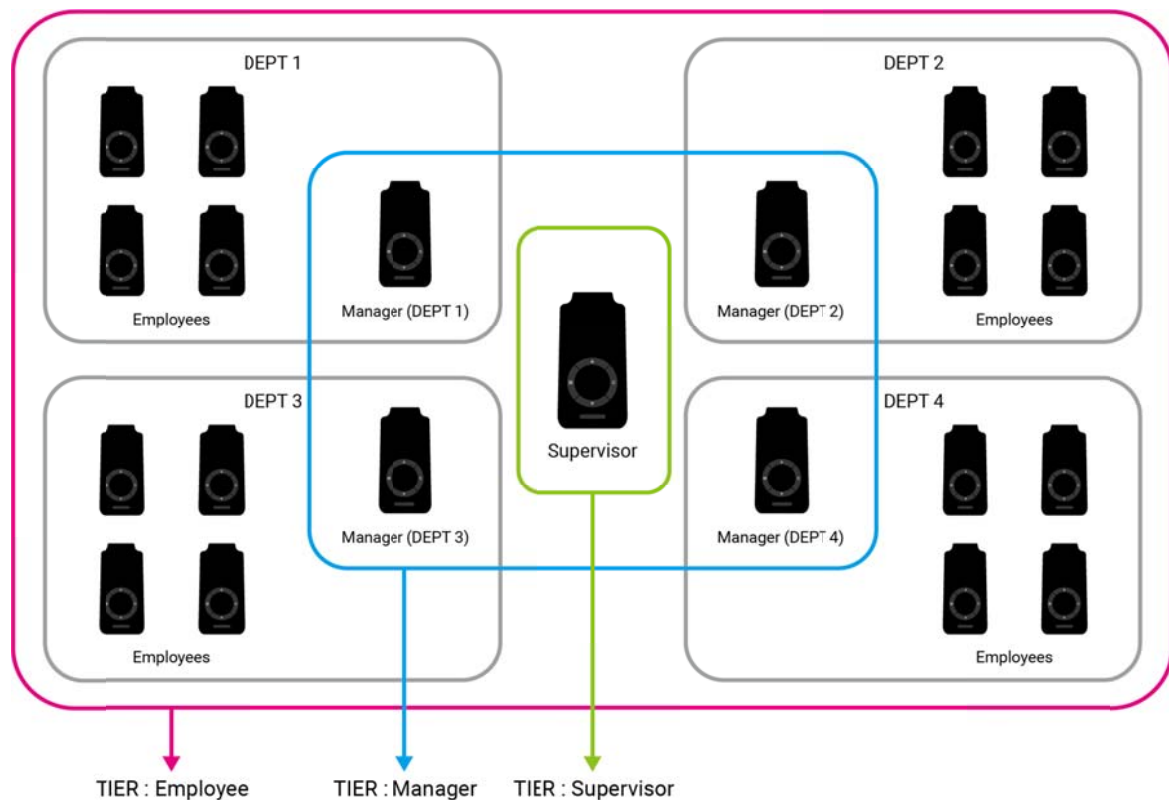 DEPT 1
DEPT 2
Manager (DEPT 1)
Manager (DEPT 2)
Employees
Employees
DEPT 3
DEPT 4
Supervisor
Manager (DEPT 3)
Manager (DEPT 4)
Employees
Employees
TIER : Employee
TIER : Manager
TIER : Supervisor